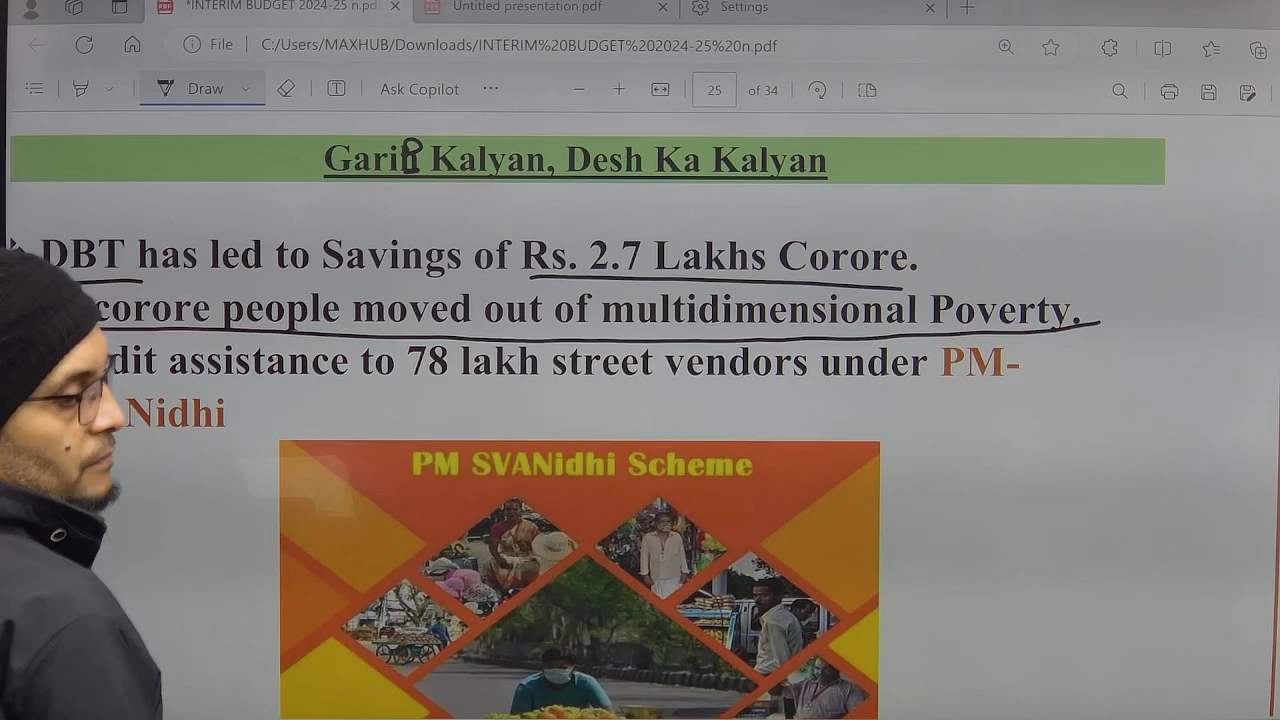 *INTERIM BUDGET 2024-25 n.pd
Untitled presentation.pdf
Settings
File
C:/Users/MAXHUB/Downloads/INTERIM%20BUDGET%202024-25%20n.pdf
Draw
Ask Copilot
25 of 34
Garib Kalyan, Desh Ka Kalyan
DBT has led to Savings of Rs. 2.7 Lakhs Corore.
corore people moved out of multidimensional Poverty.
dit assistance to 78 lakh street vendors under PM-
Nidhi
PM SVANidhi Scheme